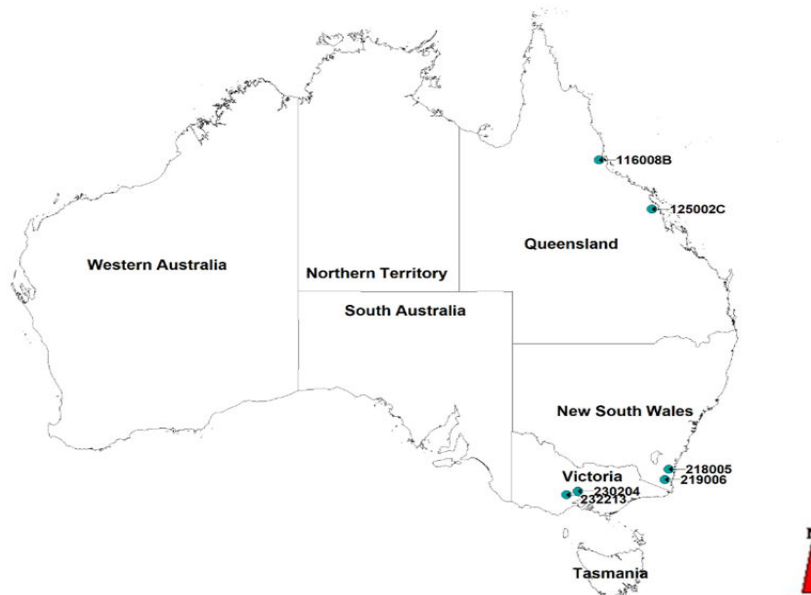 116008B
125002C
Queensland
Western Australia
Northern Territory
South Australia
New South Wales
218005
Victoria
219006
230204
232213
N
Tasmania